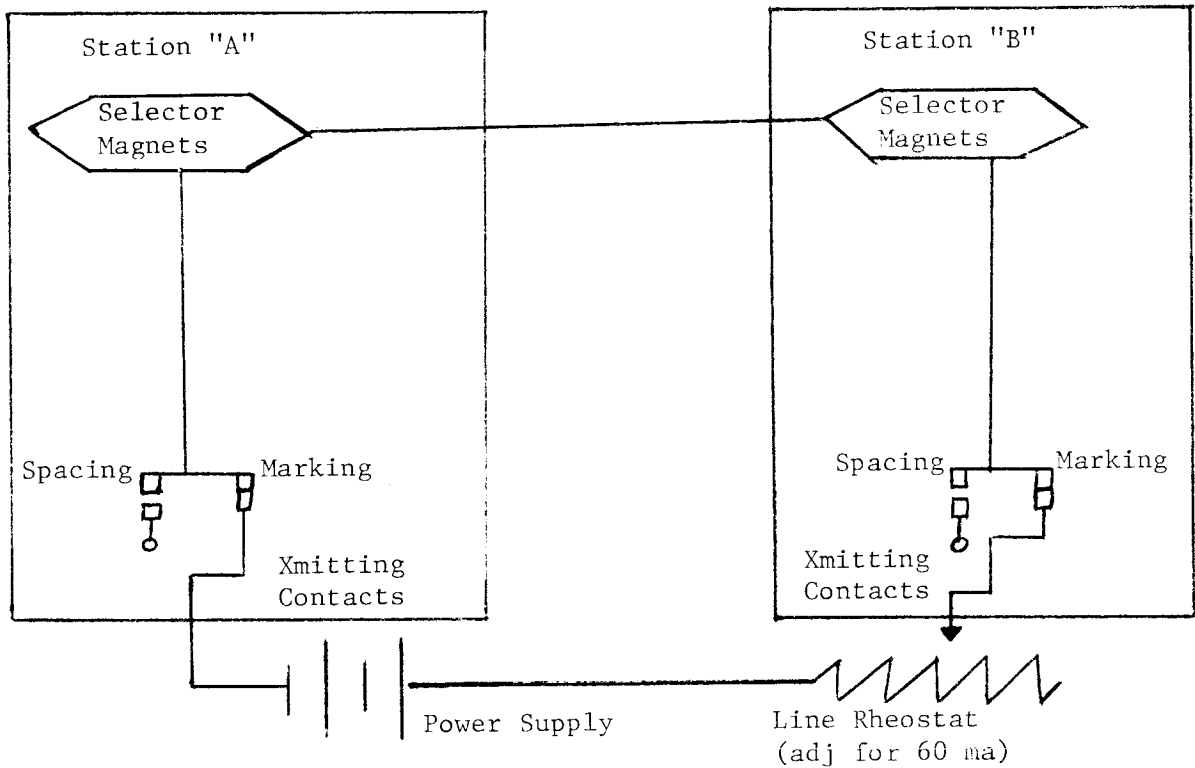 Station "A"
Station "B"
Selector
Magnets
Selector
Magnets
Spacing
Marking
Spacing
Marking
Xmitting
Contacts
Xmitting
Contacts
Power Supply
Line Rheostat
(adj for 60 ma)